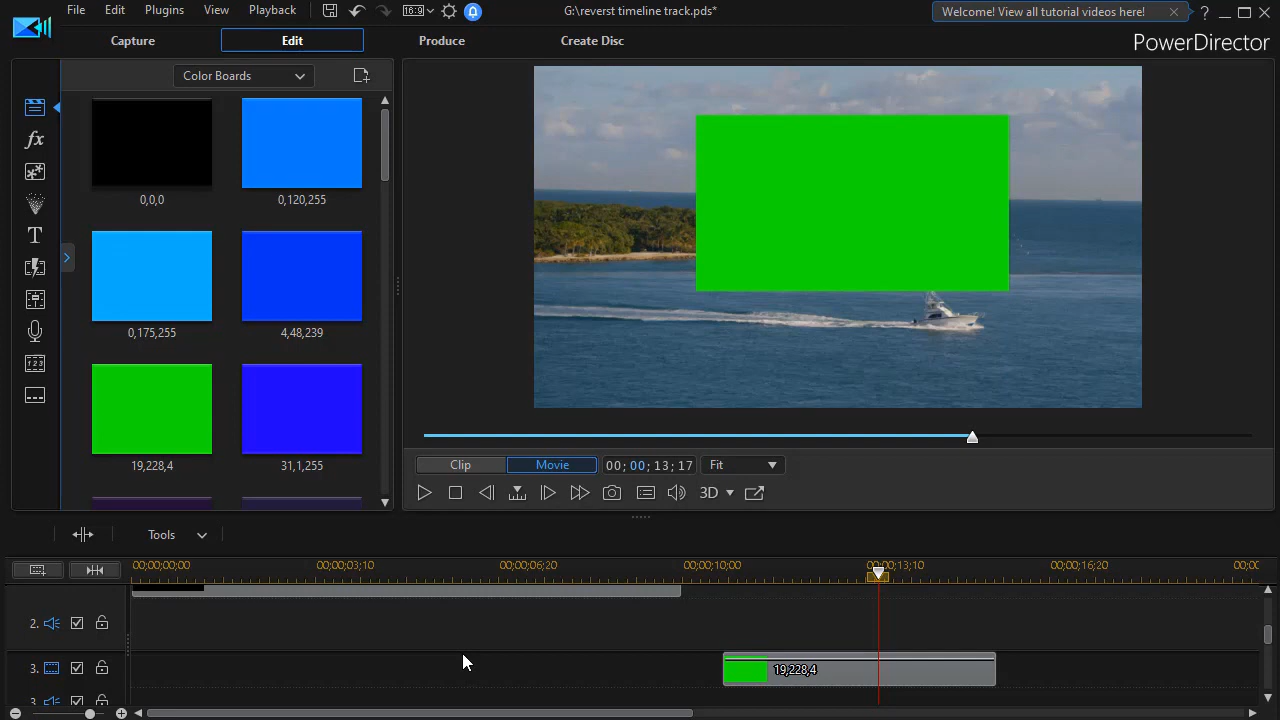 File Edit Plugins View Playback
16:9
G:\reverst timeline track.pds*
Welcome! View all tutorial videos here!
?
Capture Edit Produce Create Disc
PowerDirector
Color Boards
fx
T
0,0,0 0,120,255
0,175,255 4,48,239
19,228,4 31,1,255
Clip Movie 00; 00; 13; 17 Fit
3D
Tools
00;00;00;00 00;00;03;10 00;00;06;20 00;00;10;00 00;00;13;10 00;00;16;20 00;00
2.
3. 19,228,4
3.